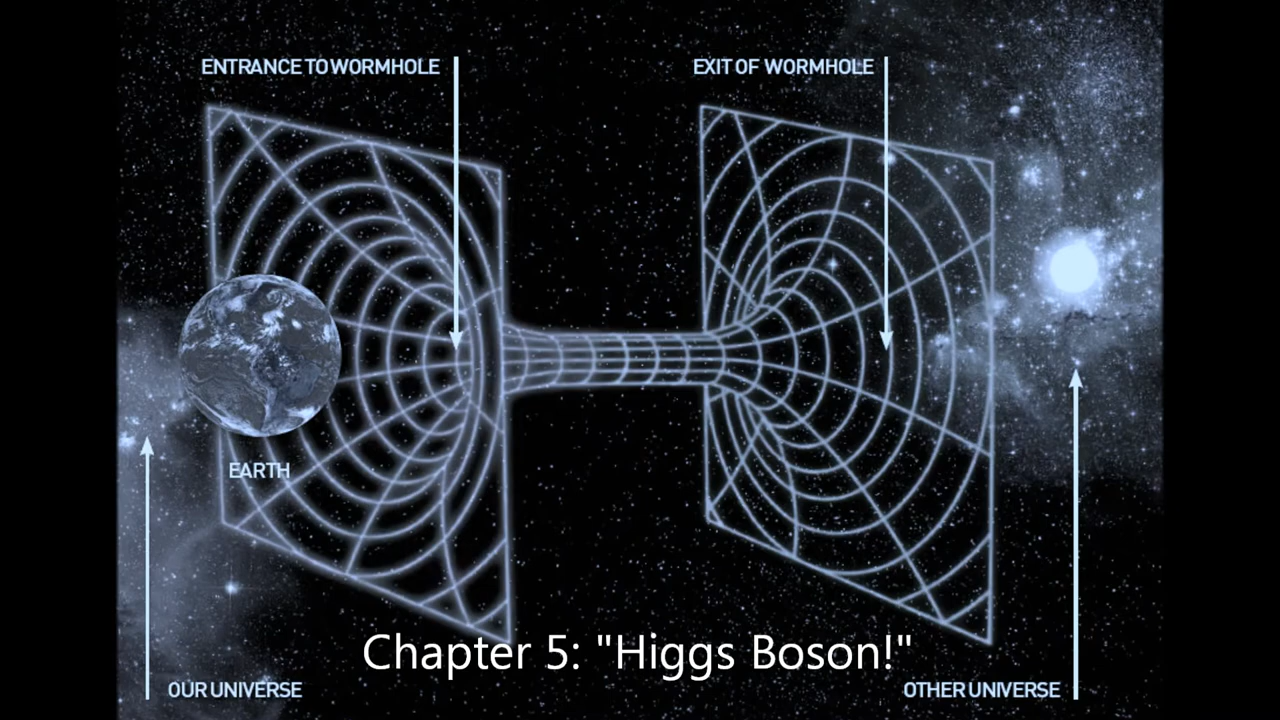 ENTRANCE TO WORMHOLE
EXIT OF WORMHOLE
EARTH
Chapter 5: "Higgs Boson!"
OUR UNIVERSE
OTHER UNIVERSE